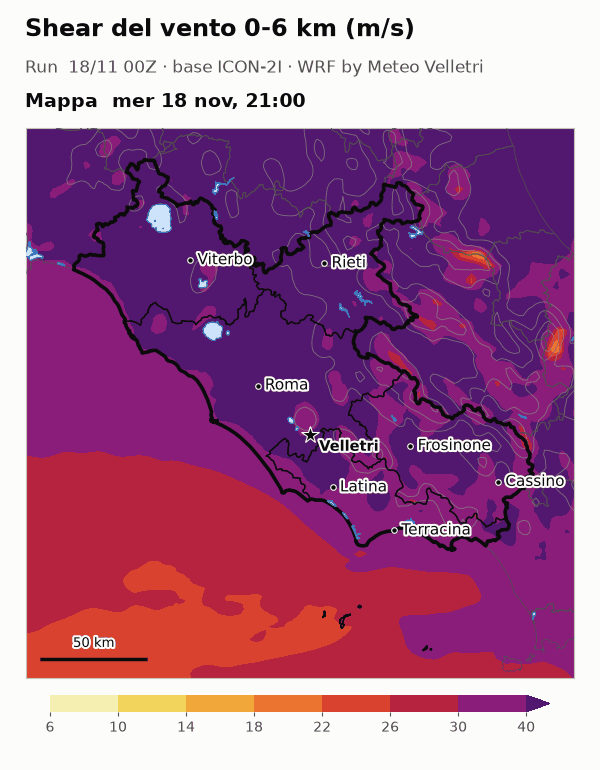 Shear del vento 0-6 km (m/s)
Run  18/11 00Z · base ICON-2I · WRF by Meteo Velletri
Mappa  mer 18 nov, 21:00
Viterbo
Rieti
Roma
Velletri
Frosinone
Cassino
Latina
Terracina
50 km
6 10 14 18 22 26 30 40